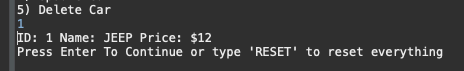 5) Delete Car
1
ID: 1 Name: JEEP Price: $12
Press Enter To Continue or type 'RESET' to reset everything